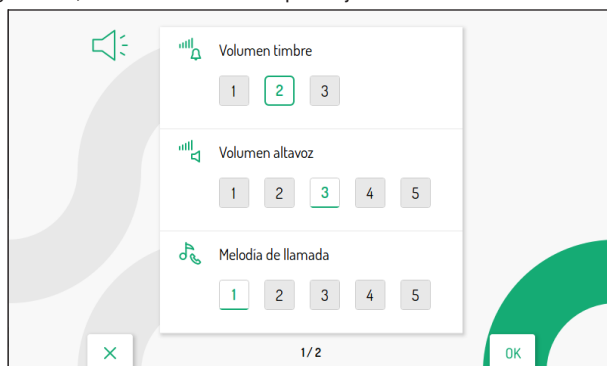 Volumen timbre
1 2 3
Volumen altavoz
1 2 3 4 5
Melodía de llamada
1 2 3 4 5
1/2
OK